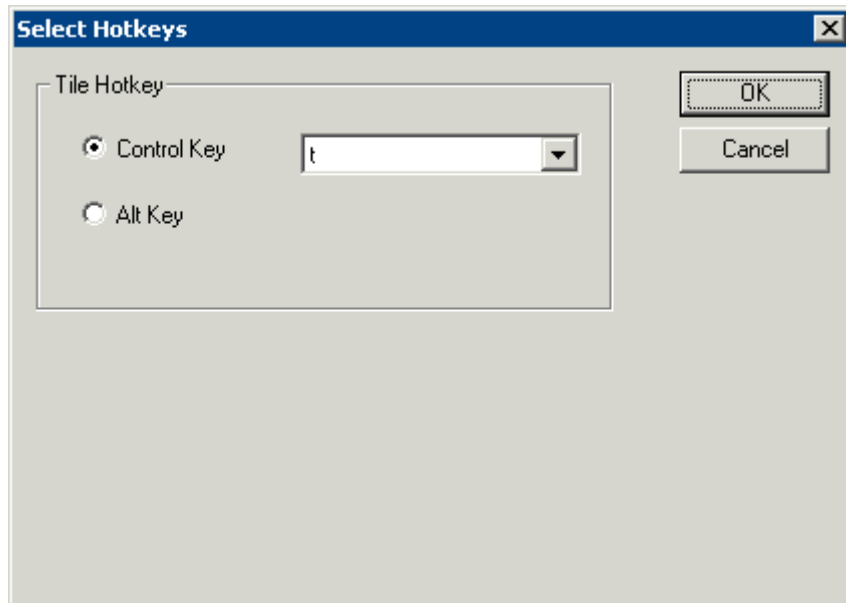 Select Hotkeys
Tile Hotkey
OK
Control Key
t
Cancel
Alt Key